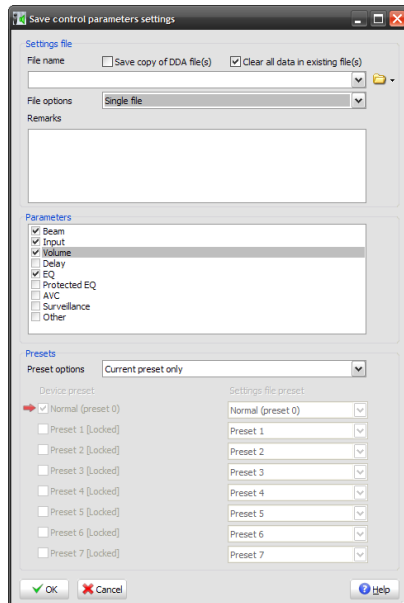 Save control parameters settings
Settings file
File name Save copy of DDA file(s) Clear all data in existing file(s)
File options Single file
Remarks
Parameters
Beam
Input
Volume
Delay
EQ
Protected EQ
AVC
Surveillance
Other
Presets
Preset options Current preset only
Device preset Settings file preset
Normal (preset 0) Normal (preset 0)
Preset 1 [Locked] Preset 1
Preset 2 [Locked] Preset 2
Preset 3 [Locked] Preset 3
Preset 4 [Locked] Preset 4
Preset 5 [Locked] Preset 5
Preset 6 [Locked] Preset 6
Preset 7 [Locked] Preset 7
OK Cancel Help